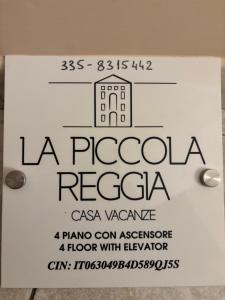 335-8315442
LA PICCOLA
REGGIA
CASA VACANZE
4 PIANO CON ASCENSORE
4 FLOOR WITH ELEVATOR
CIN: IT063049B4D589QJ5S